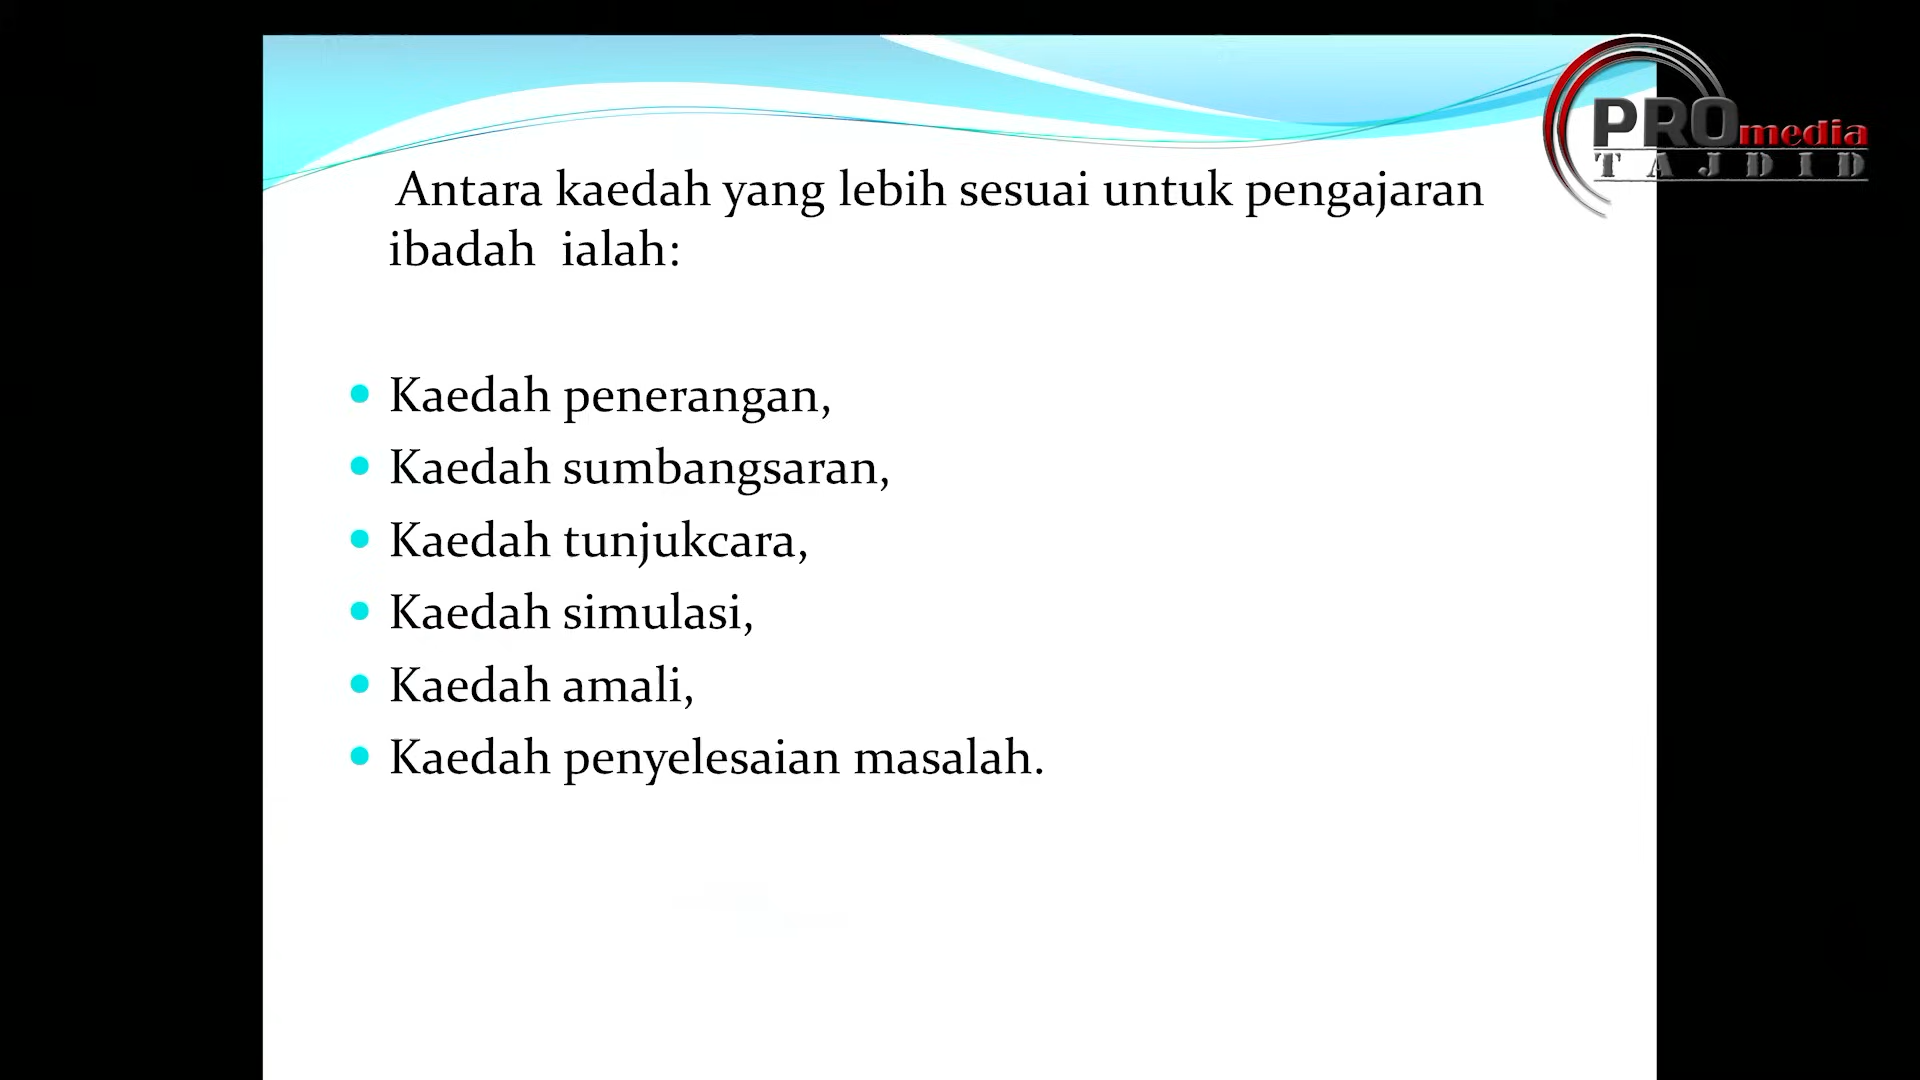 PROmedia
TAJDID
Antara kaedah yang lebih sesuai untuk pengajaran
ibadah ialah:
Kaedah penerangan,
Kaedah sumbangsaran,
Kaedah tunjukcara,
Kaedah simulasi,
Kaedah amali,
Kaedah penyelesaian masalah.